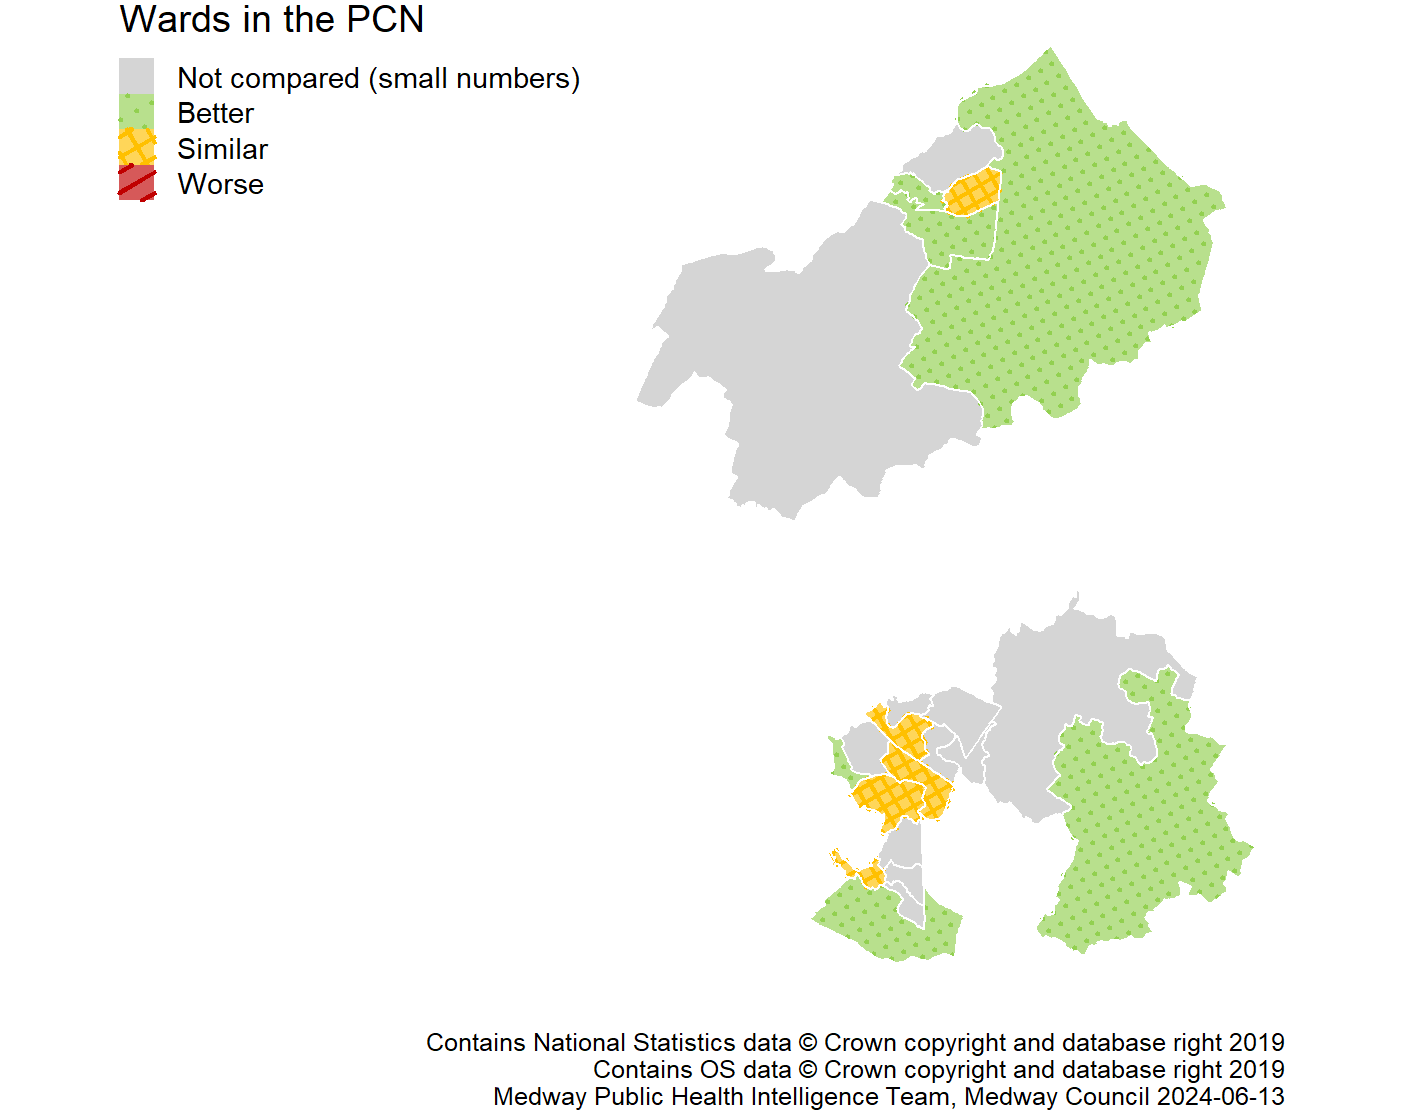 Wards in the PCN
Not compared (small numbers)
Better
Similar
Worse
Contains National Statistics data © Crown copyright and database right 2019
Contains OS data © Crown copyright and database right 2019
Medway Public Health Intelligence Team, Medway Council 2024-06-13